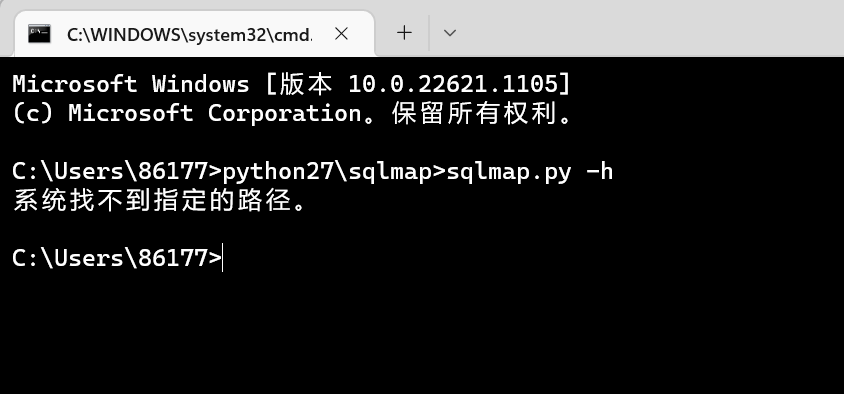 C:\WINDOWS\system32\cmd.
Microsoft Windows [版本 10.0.22621.1105]
(c) Microsoft Corporation。保留所有权利。
C:\Users\86177>python27\sqlmap>sqlmap.py -h
系统找不到指定的路径。
C:\Users\86177>